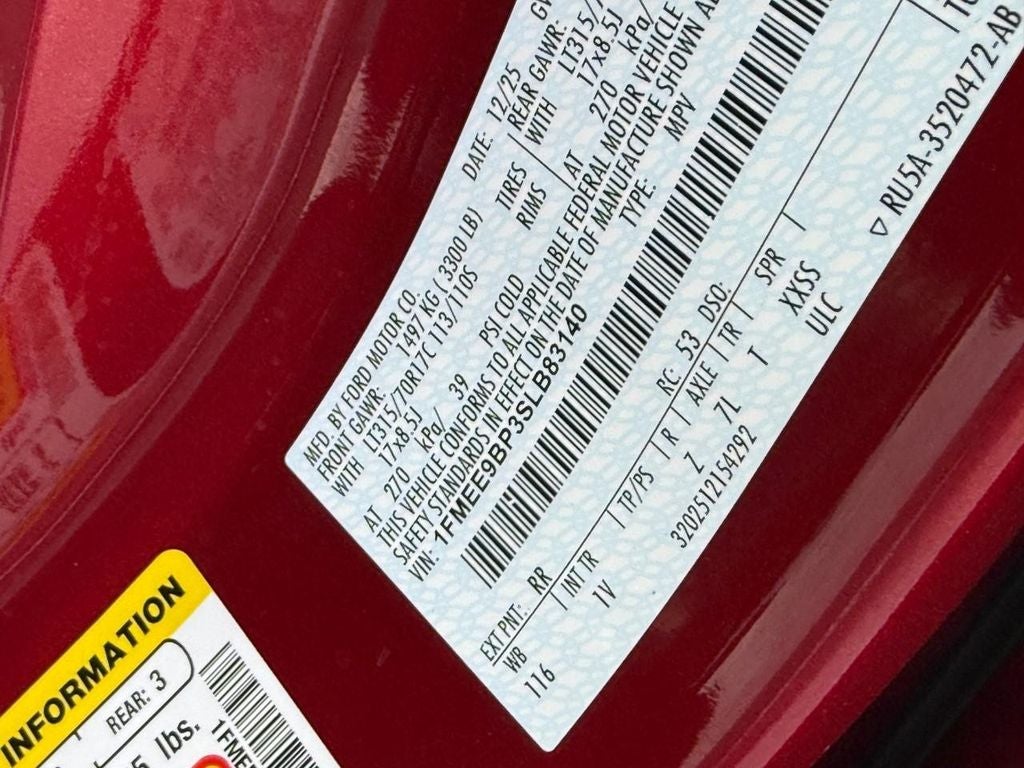 MFD. BY FORD MOTOR CO.
DATE: 12/25
GV
FRONT GAWR: 1497 KG ( 3300 LB)
REAR GAWR:
WITH LT315/70R17C 113/110S TIRES
WITH LT315/
17x8.5J RIMS
17x8.5J
AT 270 kPa/ 39 PSI COLD
AT 270 kPa/
THIS VEHICLE CONFORMS TO ALL APPLICABLE FEDERAL MOTOR VEHICLE
SAFETY STANDARDS IN EFFECT ON THE DATE OF MANUFACTURE SHOWN A
VIN: 1FMEE9BP3SLB83140
TYPE: MPV
EXT PNT: RR RC: 53 DSO:
WB INT TR TP/PS R AXLE TR SPR
116 1V Z 7L T XXSS
3202512154292 ULC
▽ RU5A-3520472-AB
INFORMATION
REAR: 3
5 lbs.